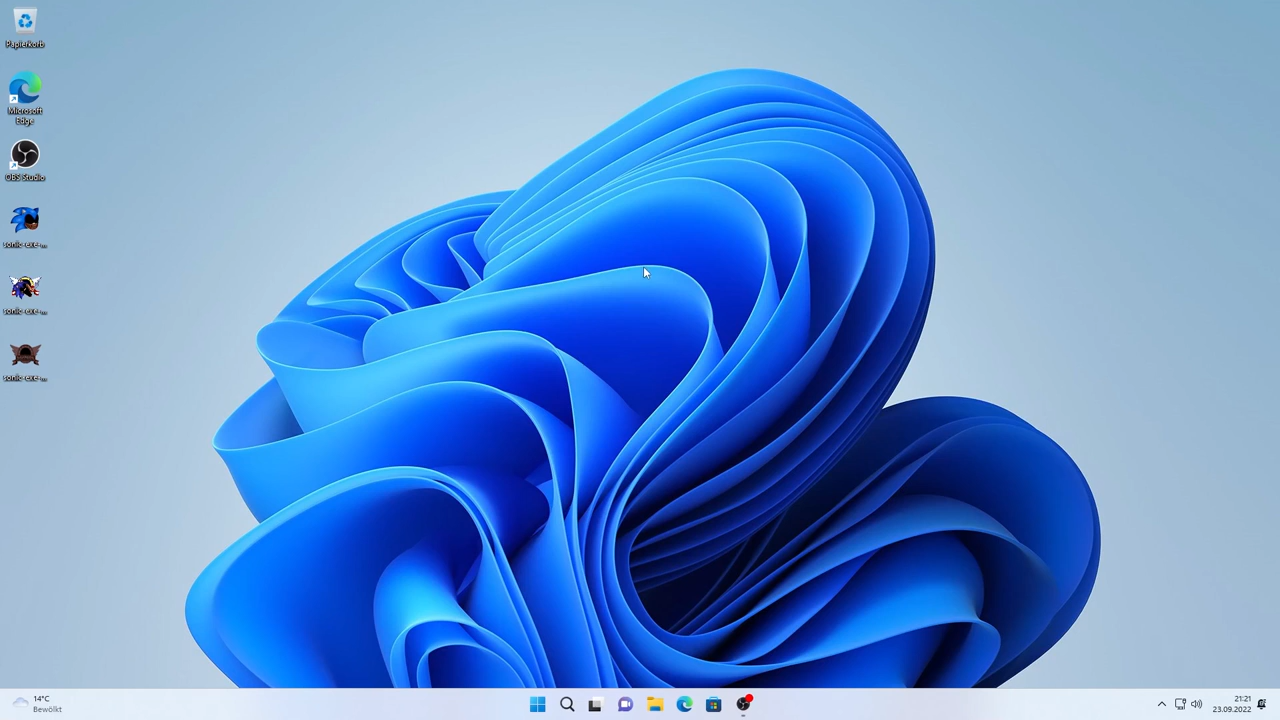 Papierkorb
Microsoft
Edge
OBS Studio
sonic-exe-...
sonic-exe-...
sonic-exe-...
14°C
Bewölkt
21:21
23.09.2022